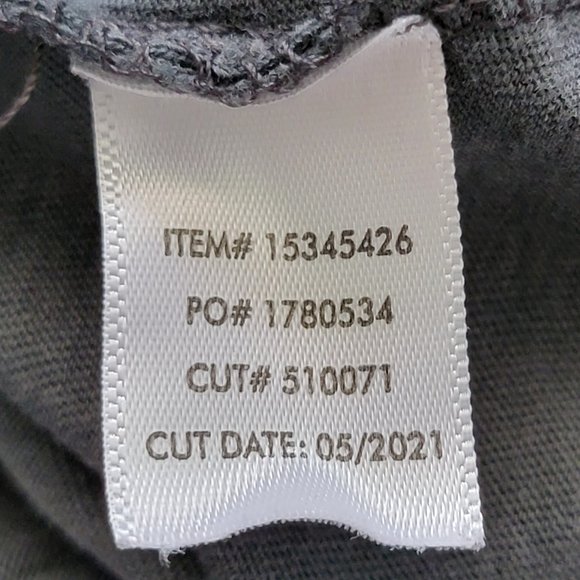 ITEM# 15345426
PO# 1780534
CUT# 510071
CUT DATE: 05/2021